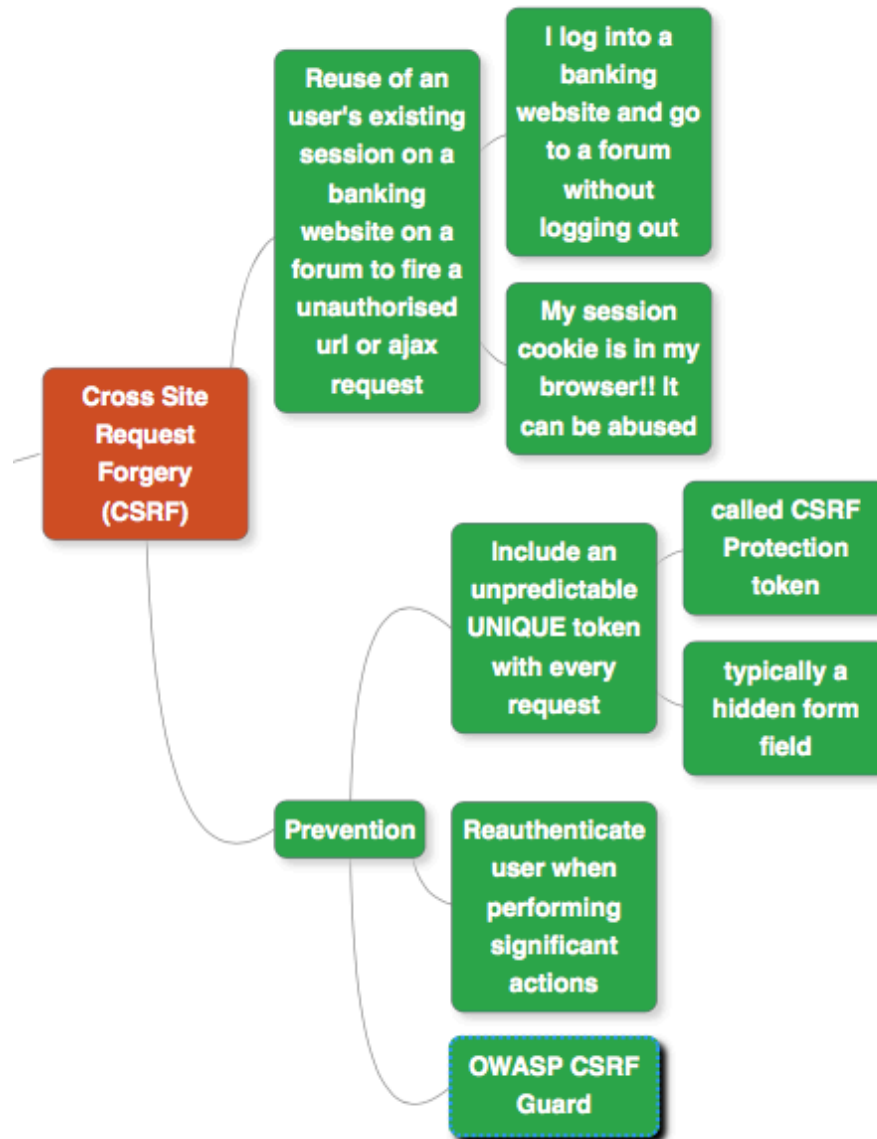 Cross Site
Request
Forgery
(CSRF)
Reuse of an
user's existing
session on a
banking
website on a
forum to fire a
unauthorised
url or ajax
request
I log into a
banking
website and go
to a forum
without
logging out
My session
cookie is in my
browser!! It
can be abused
Prevention
Include an
unpredictable
UNIQUE token
with every
request
called CSRF
Protection
token
typically a
hidden form
field
Reauthenticate
user when
performing
significant
actions
OWASP CSRF
Guard